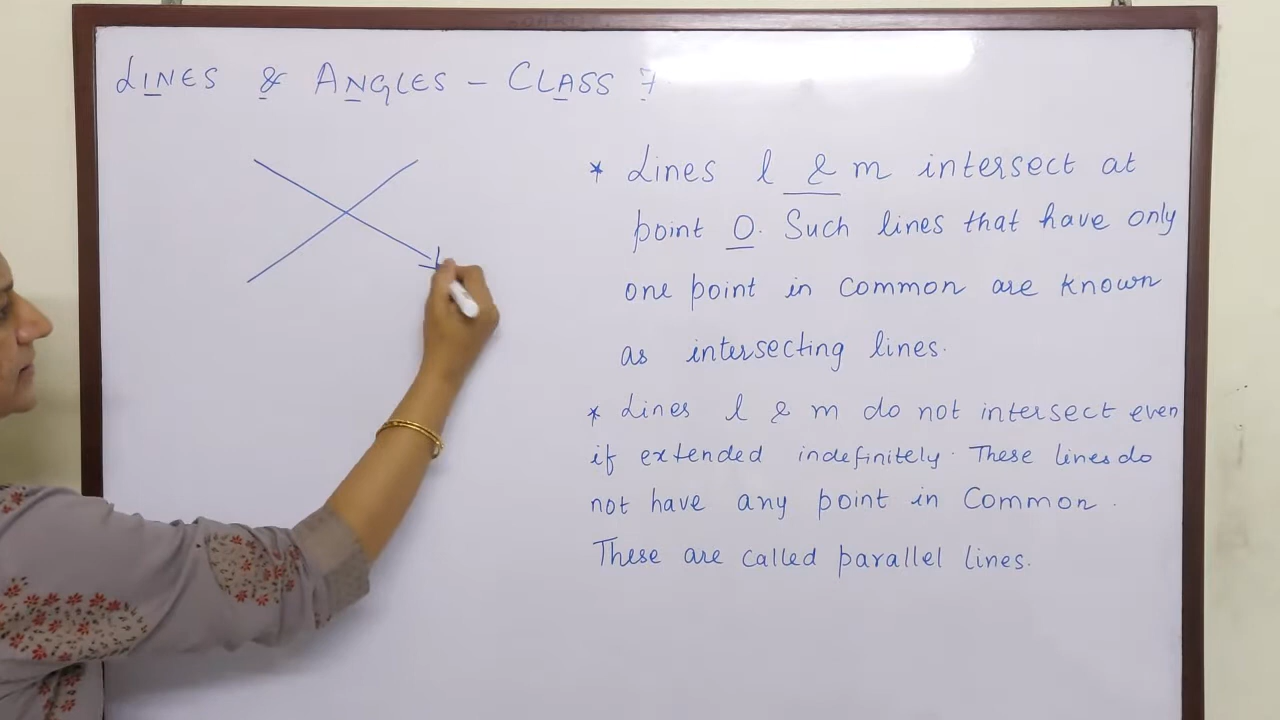 LINES & ANGLES - CLASS 7
* Lines l & m intersect at
point O. Such lines that have only
one point in common are known
as intersecting lines.
* Lines l & m do not intersect even
if extended indefinitely. These lines do
not have any point in Common.
These are called parallel lines.